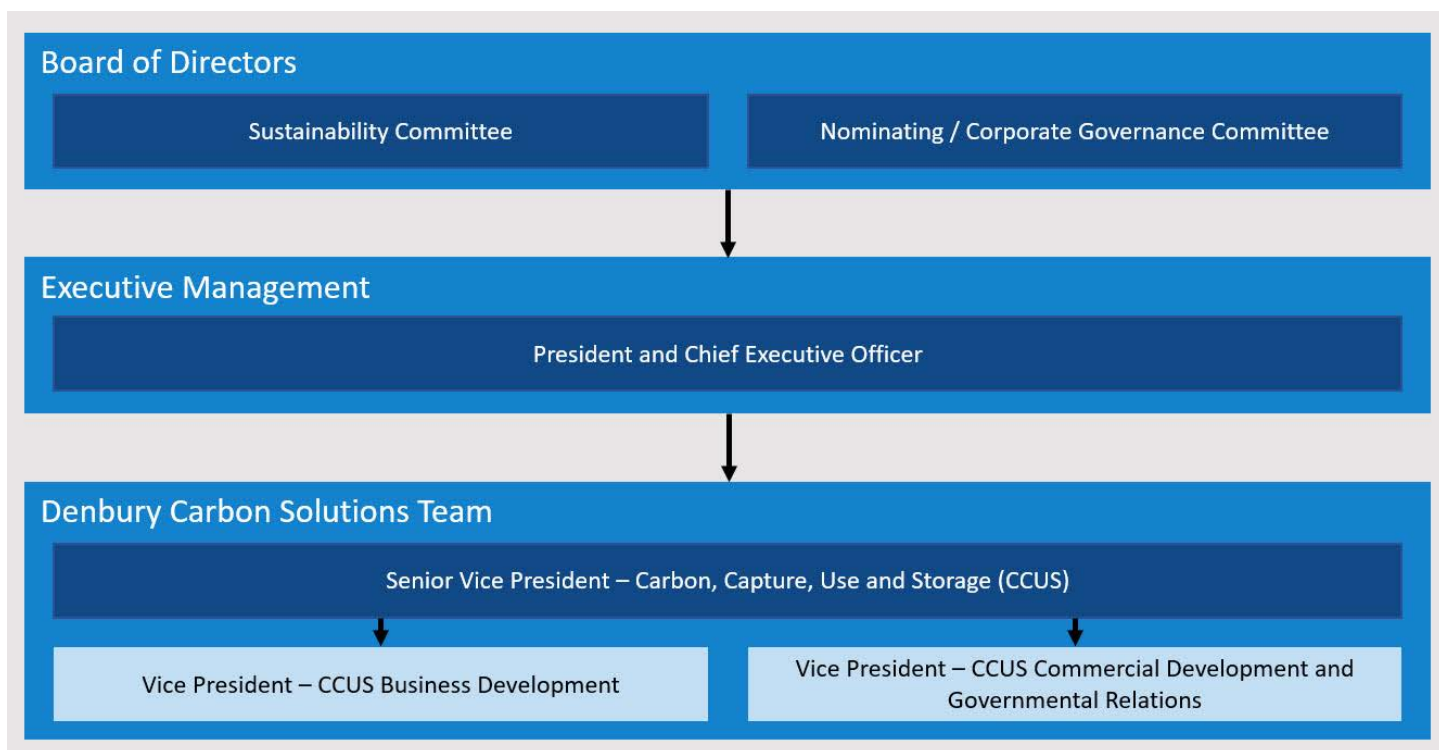 Board of Directors
Sustainability Committee
Nominating / Corporate Governance Committee
Executive Management
President and Chief Executive Officer
Denbury Carbon Solutions Team
Senior Vice President – Carbon, Capture, Use and Storage (CCUS)
Vice President – CCUS Business Development
Vice President – CCUS Commercial Development and
Governmental Relations